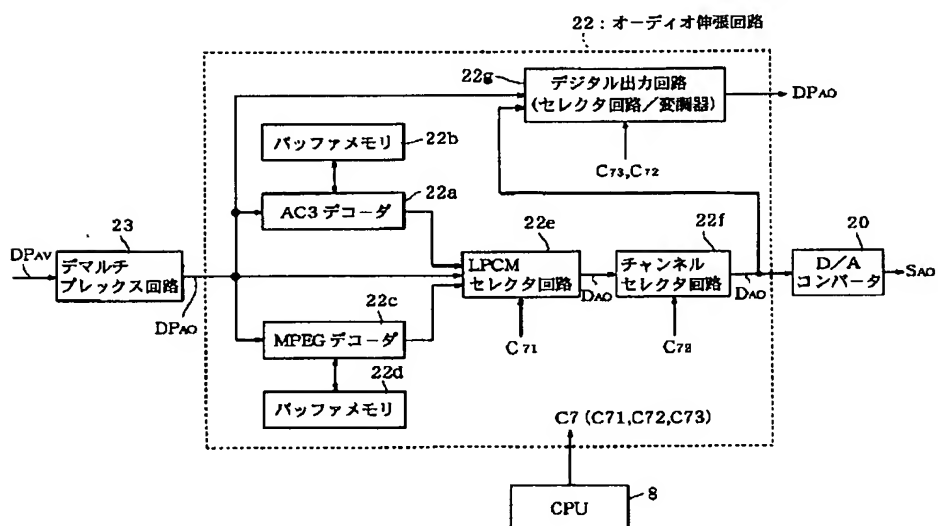 22：オーディオ伸張回路
22g
デジタル出力回路
(セレクタ回路／変調器)
DPAO
バッファメモリ
22b
C73,C72
22a
AC3 デコーダ
23
22e
22f
20
DPAV
デマルチ
プレックス回路
LPCM
セレクタ回路
チャンネル
セレクタ回路
D／A
コンバータ
SAO
DPAO
DAO
DAO
22c
MPEG デコーダ
C71
C72
22d
バッファメモリ
C7 (C71,C72,C73)
CPU
8